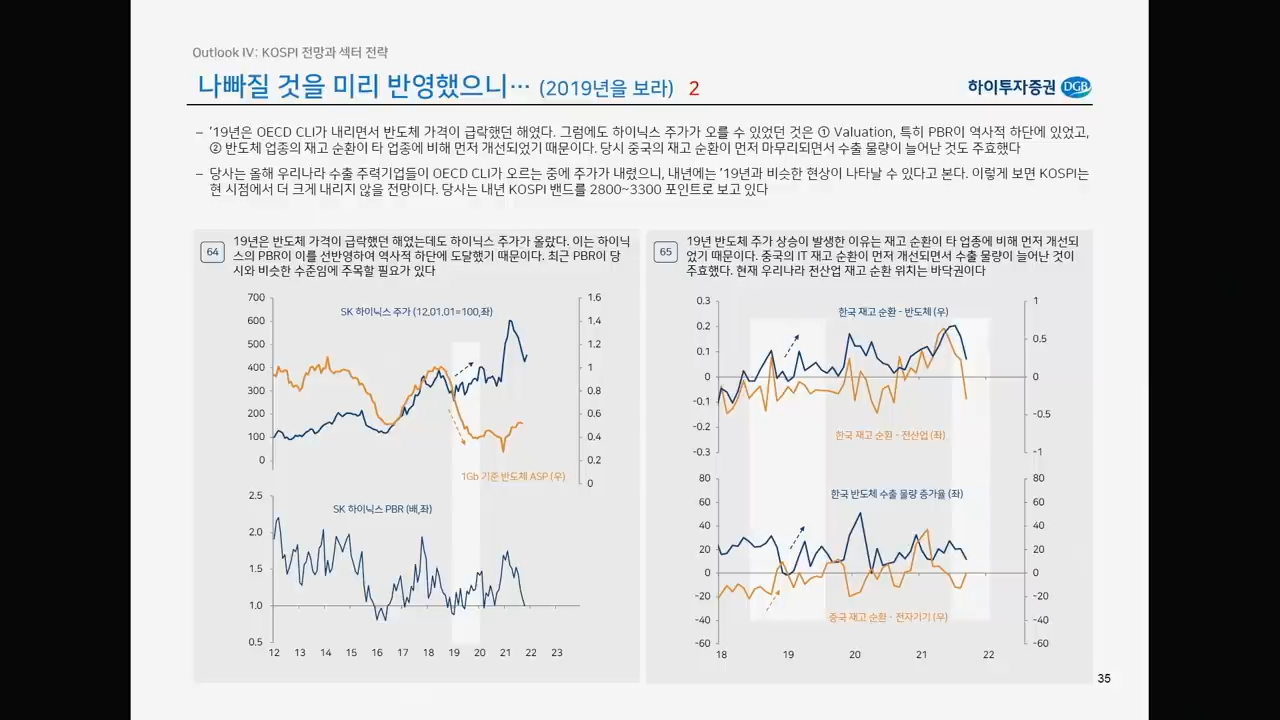 Outlook IV: KOSPI 전망과 섹터 전략
나빠질 것을 미리 반영했으니… (2019년을 보라) 2
하이투자증권 DGB
– '19년은 OECD CLI가 내리면서 반도체 가격이 급락했던 해였다. 그럼에도 하이닉스 주가가 오를 수 있었던 것은 ① Valuation, 특히 PBR이 역사적 하단에 있었고,
② 반도체 업종의 재고 순환이 타 업종에 비해 먼저 개선되었기 때문이다. 당시 중국의 재고 순환이 먼저 마무리되면서 수출 물량이 늘어난 것도 주효했다
– 당사는 올해 우리나라 수출 주력기업들이 OECD CLI가 오르는 중에 주가가 내렸으니, 내년에는 '19년과 비슷한 현상이 나타날 수 있다고 본다. 이렇게 보면 KOSPI는
현 시점에서 더 크게 내리지 않을 전망이다. 당사는 내년 KOSPI 밴드를 2800~3300 포인트로 보고 있다
64
19년은 반도체 가격이 급락했던 해였는데도 하이닉스 주가가 올랐다. 이는 하이닉
스의 PBR이 이를 선반영하여 역사적 하단에 도달했기 때문이다. 최근 PBR이 당
시와 비슷한 수준임에 주목할 필요가 있다
700 1.6
SK 하이닉스 주가 (12.01.01=100,좌)
600 1.4
500 1.2
400 1
300 0.8
200 0.6
100 0.4
0 0.2
1Gb 기준 반도체 ASP (우)
0
2.5
SK 하이닉스 PBR (배,좌)
2.0
1.5
1.0
0.5
12 13 14 15 16 17 18 19 20 21 22 23
65
19년 반도체 주가 상승이 발생한 이유는 재고 순환이 타 업종에 비해 먼저 개선되
었기 때문이다. 중국의 IT 재고 순환이 먼저 개선되면서 수출 물량이 늘어난 것이
주효했다. 현재 우리나라 전산업 재고 순환 위치는 바닥권이다
0.3 1
한국 재고 순환 - 반도체 (우)
0.2 0.5
0.1
0 0
-0.1 -0.5
한국 재고 순환 - 전산업 (좌)
-0.2
-0.3 -1
80 80
한국 반도체 수출 물량 증가율 (좌)
60 60
40 40
20 20
0 0
-20 -20
중국 재고 순환 - 전자기기 (우)
-40 -40
-60 -60
18 19 20 21 22
35